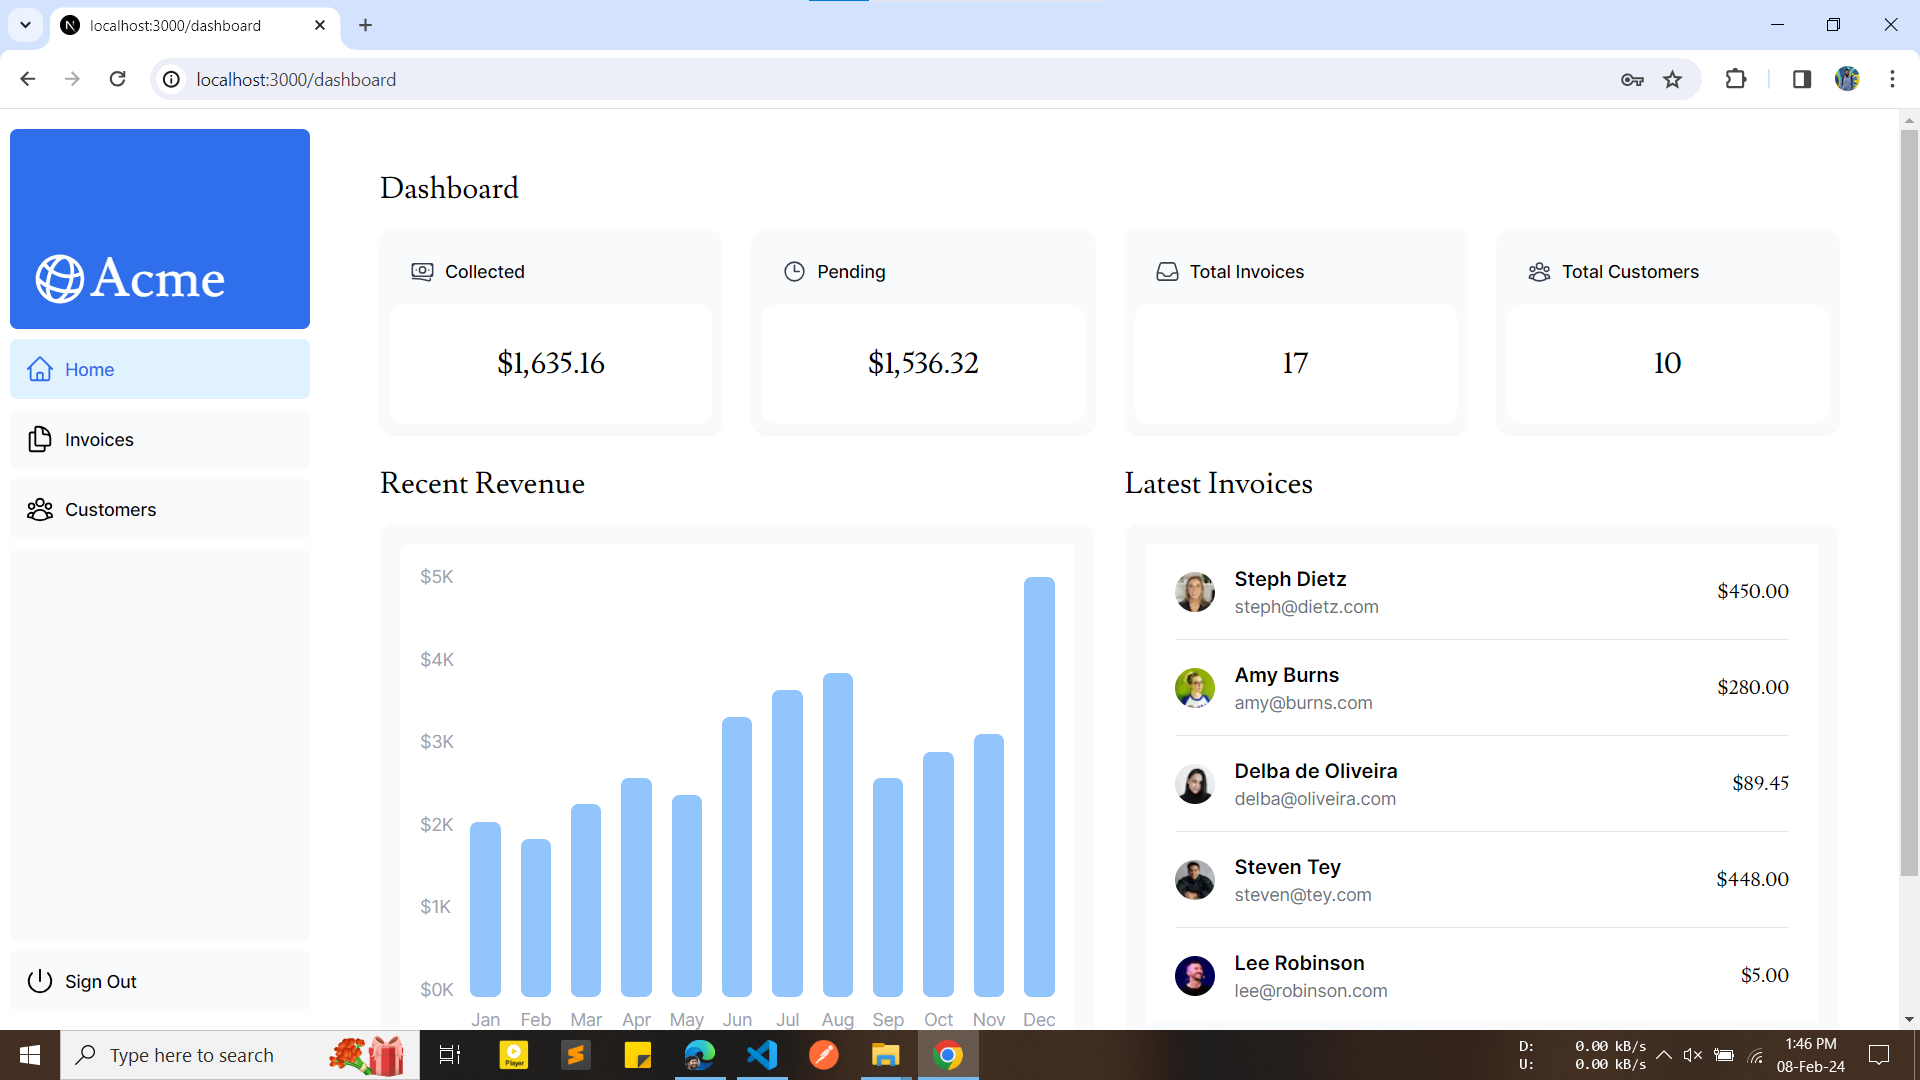 localhost:3000/dashboard
localhost:3000/dashboard
Acme
Home
Invoices
Customers
Sign Out
Dashboard
Collected
$1,635.16
Pending
$1,536.32
Total Invoices
17
Total Customers
10
Recent Revenue
$5K
$4K
$3K
$2K
$1K
$0K
Jan Feb Mar Apr May Jun Jul Aug Sep Oct Nov Dec
Latest Invoices
Steph Dietz
steph@dietz.com
$450.00
Amy Burns
amy@burns.com
$280.00
Delba de Oliveira
delba@oliveira.com
$89.45
Steven Tey
steven@tey.com
$448.00
Lee Robinson
lee@robinson.com
$5.00
Type here to search
Player
D: 0.00 kB/s
U: 0.00 kB/s
1:46 PM
08-Feb-24